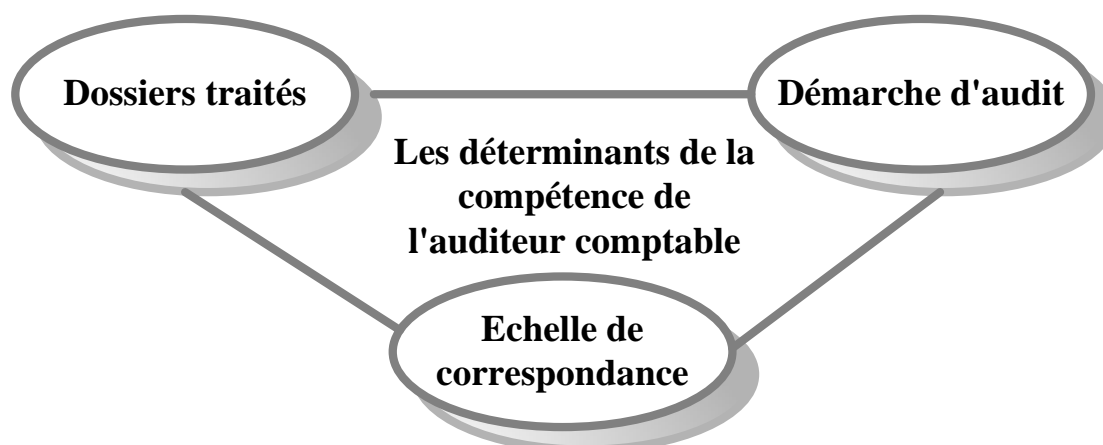 Dossiers traités
Démarche d'audit
Les déterminants de la
compétence de
l'auditeur comptable
Echelle de
correspondance